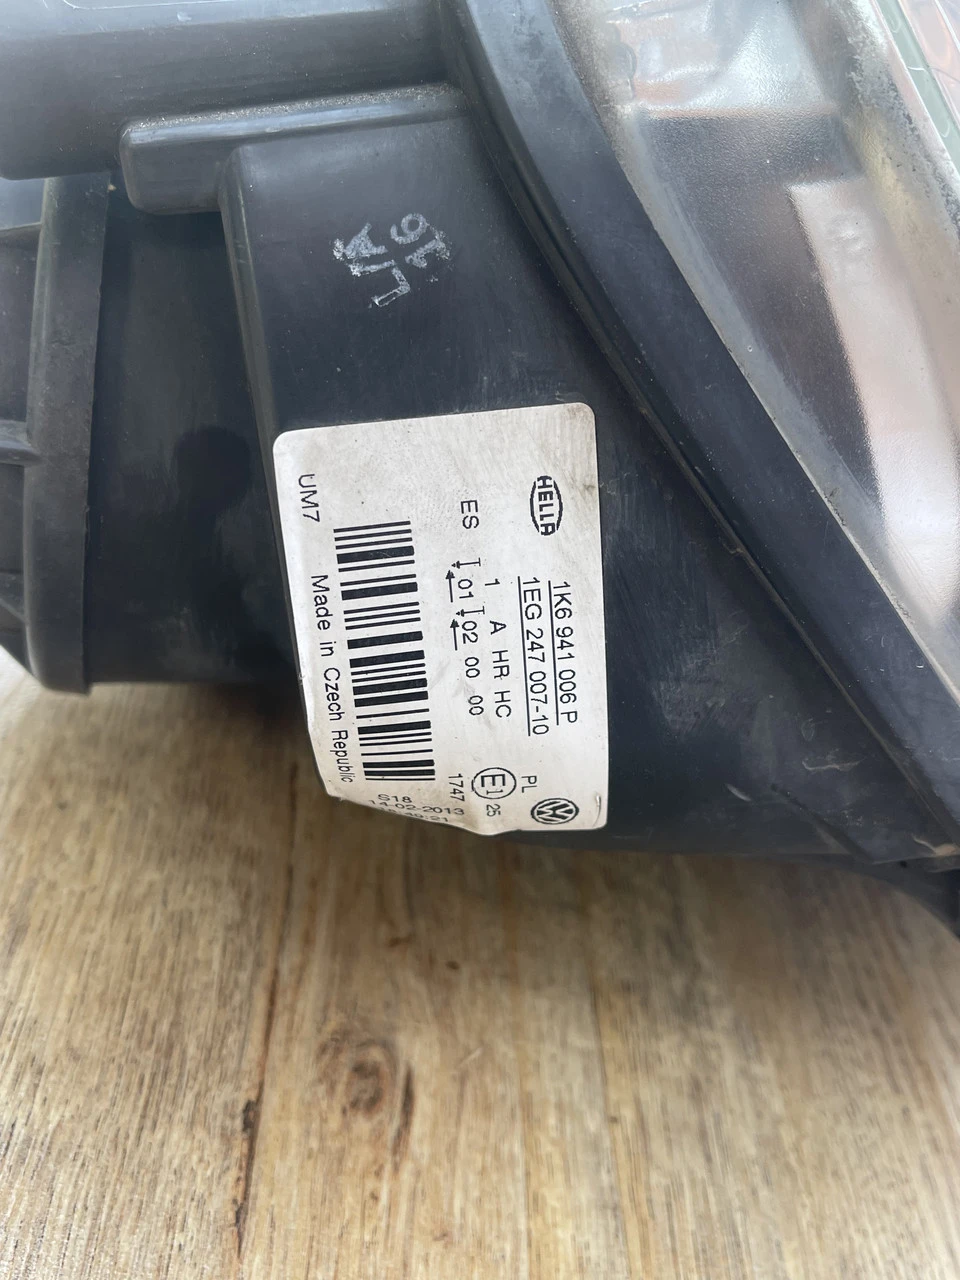 LA
16
HELLA
1K6 941 006 P
1EG 247 007-10
1 A HR HC
ES 01 02 00 00
PL
E1 25
1747
UM7 Made in Czech Republic
S18
14-02-2013